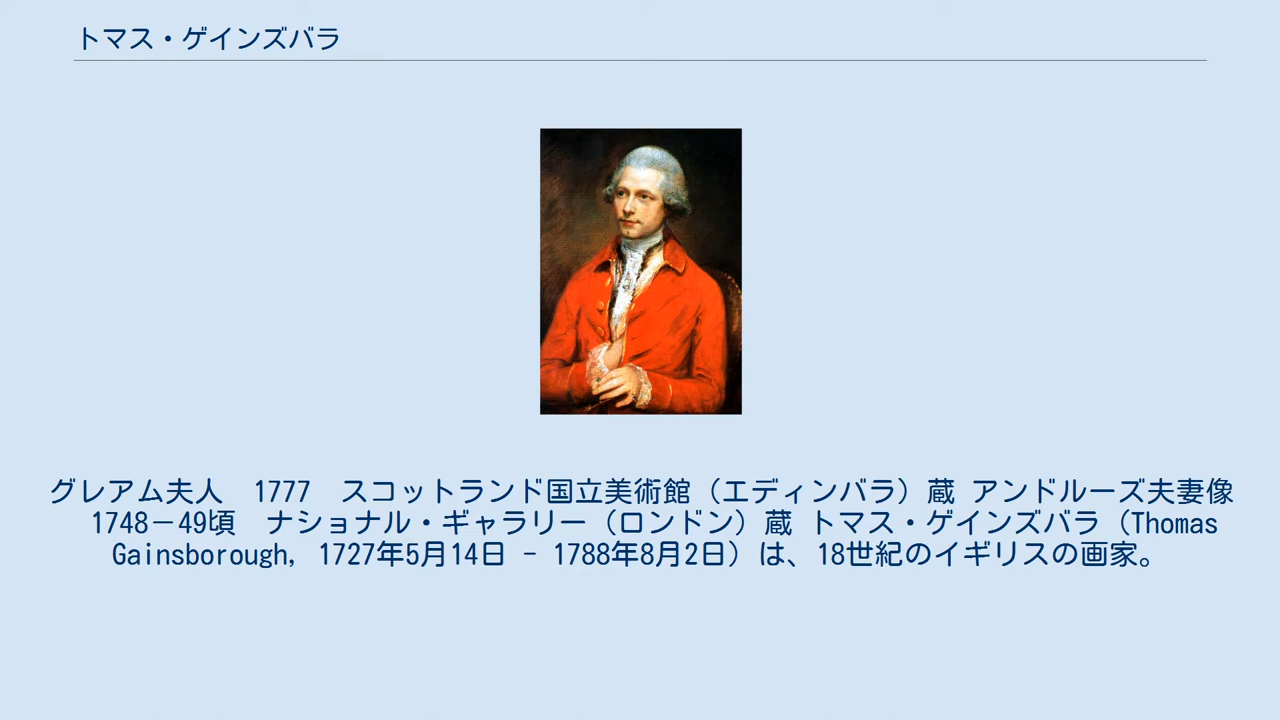 トマス・ゲインズバラ
グレアム夫人　1777　スコットランド国立美術館（エディンバラ）蔵 アンドルーズ夫妻像
1748－49頃　ナショナル・ギャラリー（ロンドン）蔵 トマス・ゲインズバラ（Thomas
Gainsborough, 1727年5月14日 - 1788年8月2日）は、18世紀のイギリスの画家。